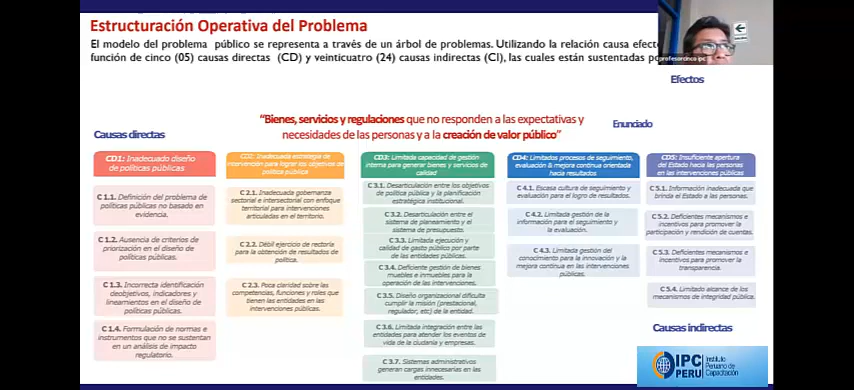 Estructuración Operativa del Problema
El modelo del problema público se representa a través de un árbol de problemas. Utilizando la relación causa efect
función de cinco (05) causas directas (CD) y veinticuatro (24) causas indirectas (CI), las cuales están sustentadas
profesorcinco ipc
Efectos
"Bienes, servicios y regulaciones que no responden a las expectativas y
necesidades de las personas y a la creación de valor público"
Enunciado
Causas directas
CD1: Inadecuado diseño
de políticas públicas
C 1.1. Definición del problema de
políticas públicas no basado en
evidencia.
C 1.2. Ausencia de criterios de
priorización en el diseño de
políticas públicas.
C 1.3. Incorrecta identificación
deobjetivos, indicadores y
lineamientos en el diseño de
políticas públicas.
C 1.4. Formulación de normas e
instrumentos que no se sustentan
en un análisis de impacto
regulatorio.
CD2: Inadecuada estrategia de
intervención para lograr los objetivos de
política pública
C 2.1. Inadecuada gobernanza
sectorial e intersectorial con enfoque
territorial para intervenciones
articuladas en el territorio.
C 2.2. Débil ejercicio de rectoría
para la obtención de resultados de
política.
C 2.3. Poca claridad sobre las
competencias, funciones y roles que
tienen las entidades en las
intervenciones públicas.
CD3: Limitada capacidad de gestión
interna para generar bienes y servicios de
calidad
C 3.1. Desarticulación entre los objetivos
de política pública y la planificación
estratégica institucional.
C 3.2. Desarticulación entre el
sistema de planeamiento y el
sistema de presupuesto.
C 3.3. Limitada ejecución y
calidad de gasto público por parte
de las entidades públicas.
C 3.4. Deficiente gestión de bienes
muebles e inmuebles para la
operación de las intervenciones.
C 3.5. Diseño organizacional dificulta
cumplir la misión (prestacional,
regulador, etc) de la entidad.
C 3.6. Limitada integración entre las
entidades para atender los eventos de
vida de la ciudanía y empresas.
C 3.7. Sistemas administrativos
generan cargas innecesarias en las
entidades.
CD4: Limitados procesos de seguimiento,
evaluación & mejora continua orientada
hacia resultados
C 4.1. Escasa cultura de seguimiento y
evaluación para el logro de resultados.
C 4.2. Limitada gestión de la
información para el seguimiento y
la evaluación.
C 4.3. Limitada gestión del
conocimiento para la innovación y la
mejora continua en las intervenciones
públicas.
CD5: Insuficiente apertura
del Estado hacia las personas
en las intervenciones públicas
C 5.1. Información inadecuada que
brinda el Estado a las personas.
C 5.2. Deficientes mecanismos e
incentivos para promover la
participación y rendición de cuentas.
C 5.3. Deficientes mecanismos e
incentivos para promover la
transparencia.
C 5.4. Limitado alcance de los
mecanismos de integridad pública.
Causas indirectas
IPC
PERU
Instituto
Peruano de
Capacitación